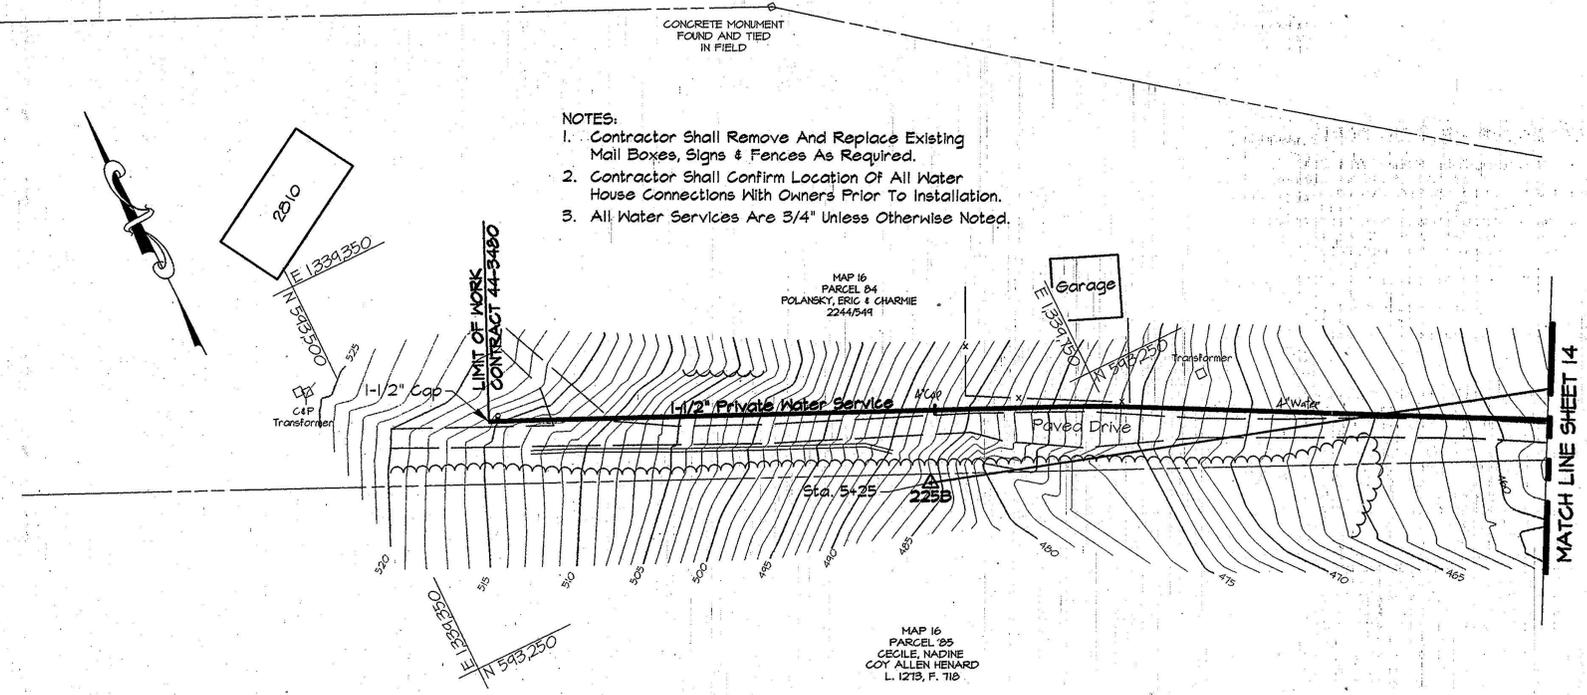 CONCRETE MONUMENT
FOUND AND TIED
IN FIELD
NOTES:
1. Contractor Shall Remove And Replace Existing
Mail Boxes, Signs & Fences As Required.
2. Contractor Shall Confirm Location Of All Water
House Connections With Owners Prior To Installation.
3. All Water Services Are 3/4" Unless Otherwise Noted.
2810
E 1,339,350
N 593,500
525
LIMIT OF WORK
CONTRACT 44-3480
MAP 16
PARCEL 84
POLANSKY, ERIC & CHARMIE
2244/549
Garage
E 1,339,750
N 593,250
Transformer
C&P
Transformer
1-1/2" Cap
1-1/2" Private Water Service
4" Cap
4" Water
Paved Drive
MATCH LINE SHEET 14
Sta. 5+25
225B
460
520
515
510
505
500
495
490
485
480
475
470
465
E 1,339,350
N 593,250
MAP 16
PARCEL 85
CECILE, NADINE
COY ALLEN HENARD
L. 1273, F. 718